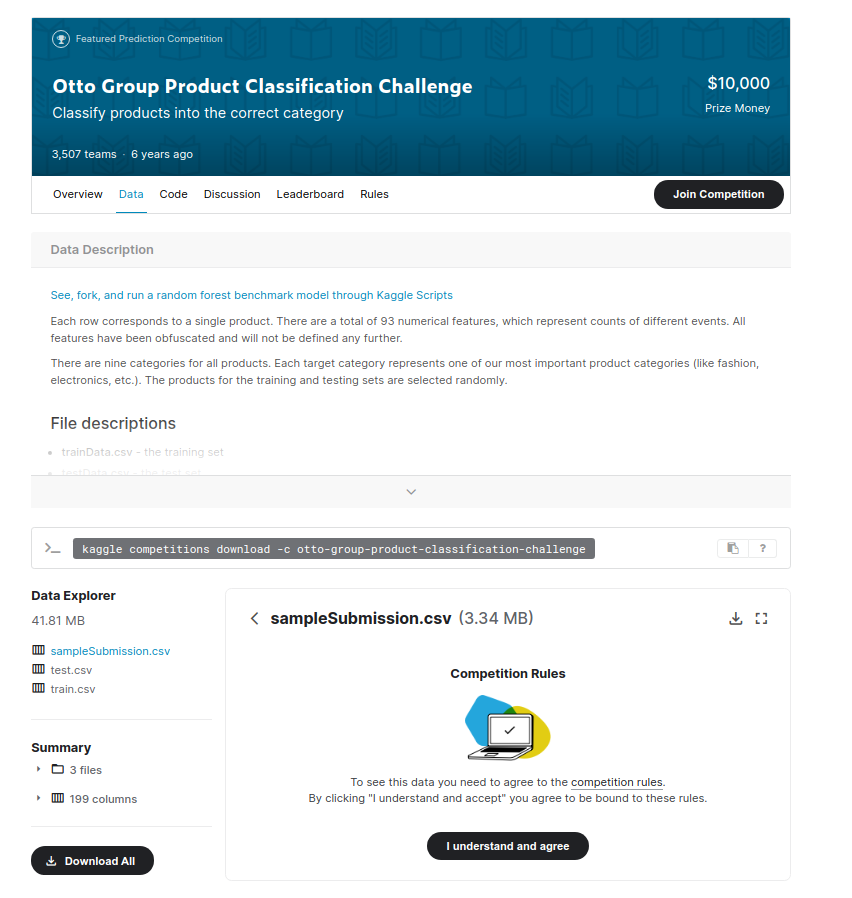 Featured Prediction Competition
Otto Group Product Classification Challenge
Classify products into the correct category
$10,000
Prize Money
3,507 teams · 6 years ago
Overview Data Code Discussion Leaderboard Rules Join Competition
Data Description
See, fork, and run a random forest benchmark model through Kaggle Scripts
Each row corresponds to a single product. There are a total of 93 numerical features, which represent counts of different events. All
features have been obfuscated and will not be defined any further.
There are nine categories for all products. Each target category represents one of our most important product categories (like fashion,
electronics, etc.). The products for the training and testing sets are selected randomly.
File descriptions
• trainData.csv - the training set
• testData.csv - the test set
>_ kaggle competitions download -c otto-group-product-classification-challenge ?
Data Explorer
41.81 MB
sampleSubmission.csv
test.csv
train.csv
Summary
3 files
199 columns
Download All
sampleSubmission.csv (3.34 MB)
Competition Rules
To see this data you need to agree to the competition rules.
By clicking "I understand and accept" you agree to be bound to these rules.
I understand and agree